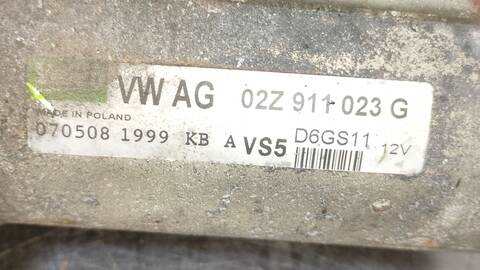 VW AG 02Z 911 023 G
MADE IN POLAND
070508 1999 KB A VS5 D6GS11 12V